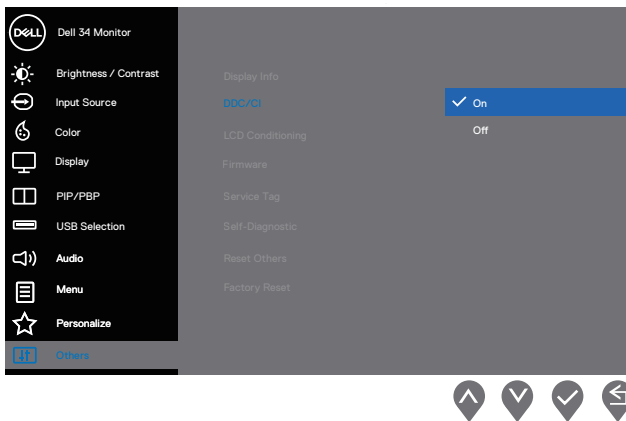 DELL
Dell 34 Monitor
Brightness / Contrast
Input Source
Color
Display
PIP/PBP
USB Selection
Audio
Menu
Personalize
Others
Display Info
DDC/CI
LCD Conditioning
Firmware
Service Tag
Self-Diagnostic
Reset Others
Factory Reset
On
Off